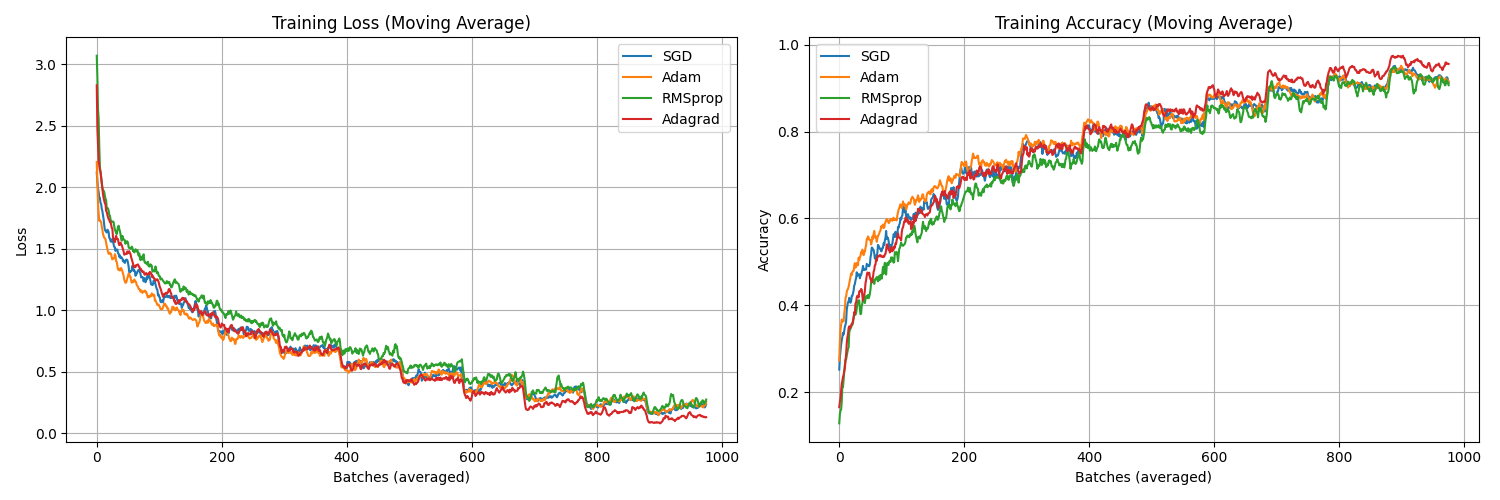 Training Loss (Moving Average)
3.0
2.5
2.0
1.5
1.0
0.5
0.0
Loss
0
200
400
600
800
1000
Batches (averaged)
SGD
Adam
RMSprop
Adagrad
Training Accuracy (Moving Average)
1.0
0.8
0.6
0.4
0.2
Accuracy
0
200
400
600
800
1000
Batches (averaged)
SGD
Adam
RMSprop
Adagrad